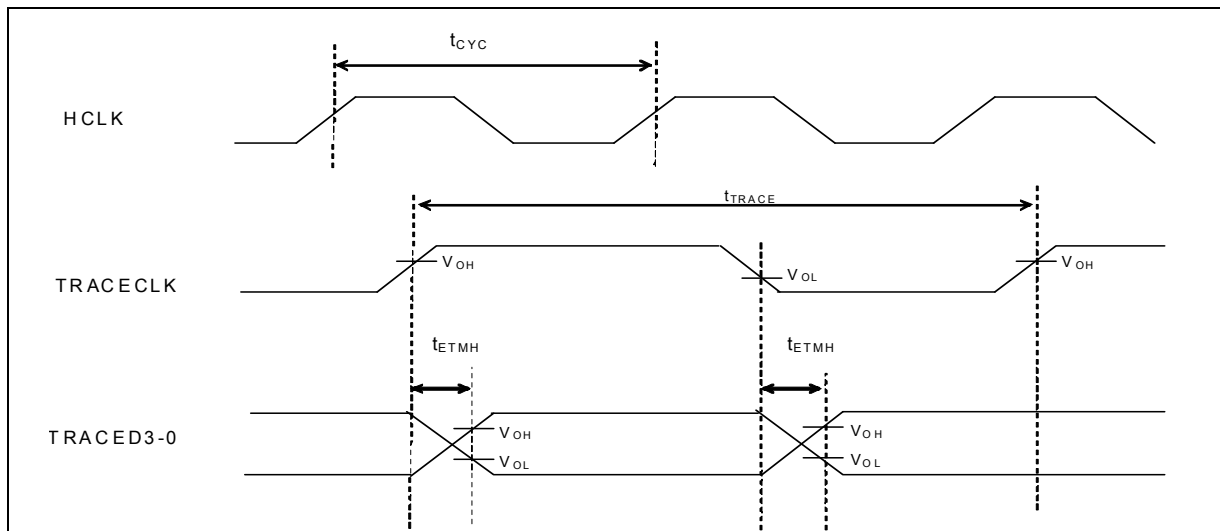 tCYC
HCLK
tTRACE
VOH
VOH
VOL
TRACECLK
tETMH
tETMH
VOH
VOH
TRACED3-0
VOL
VOL